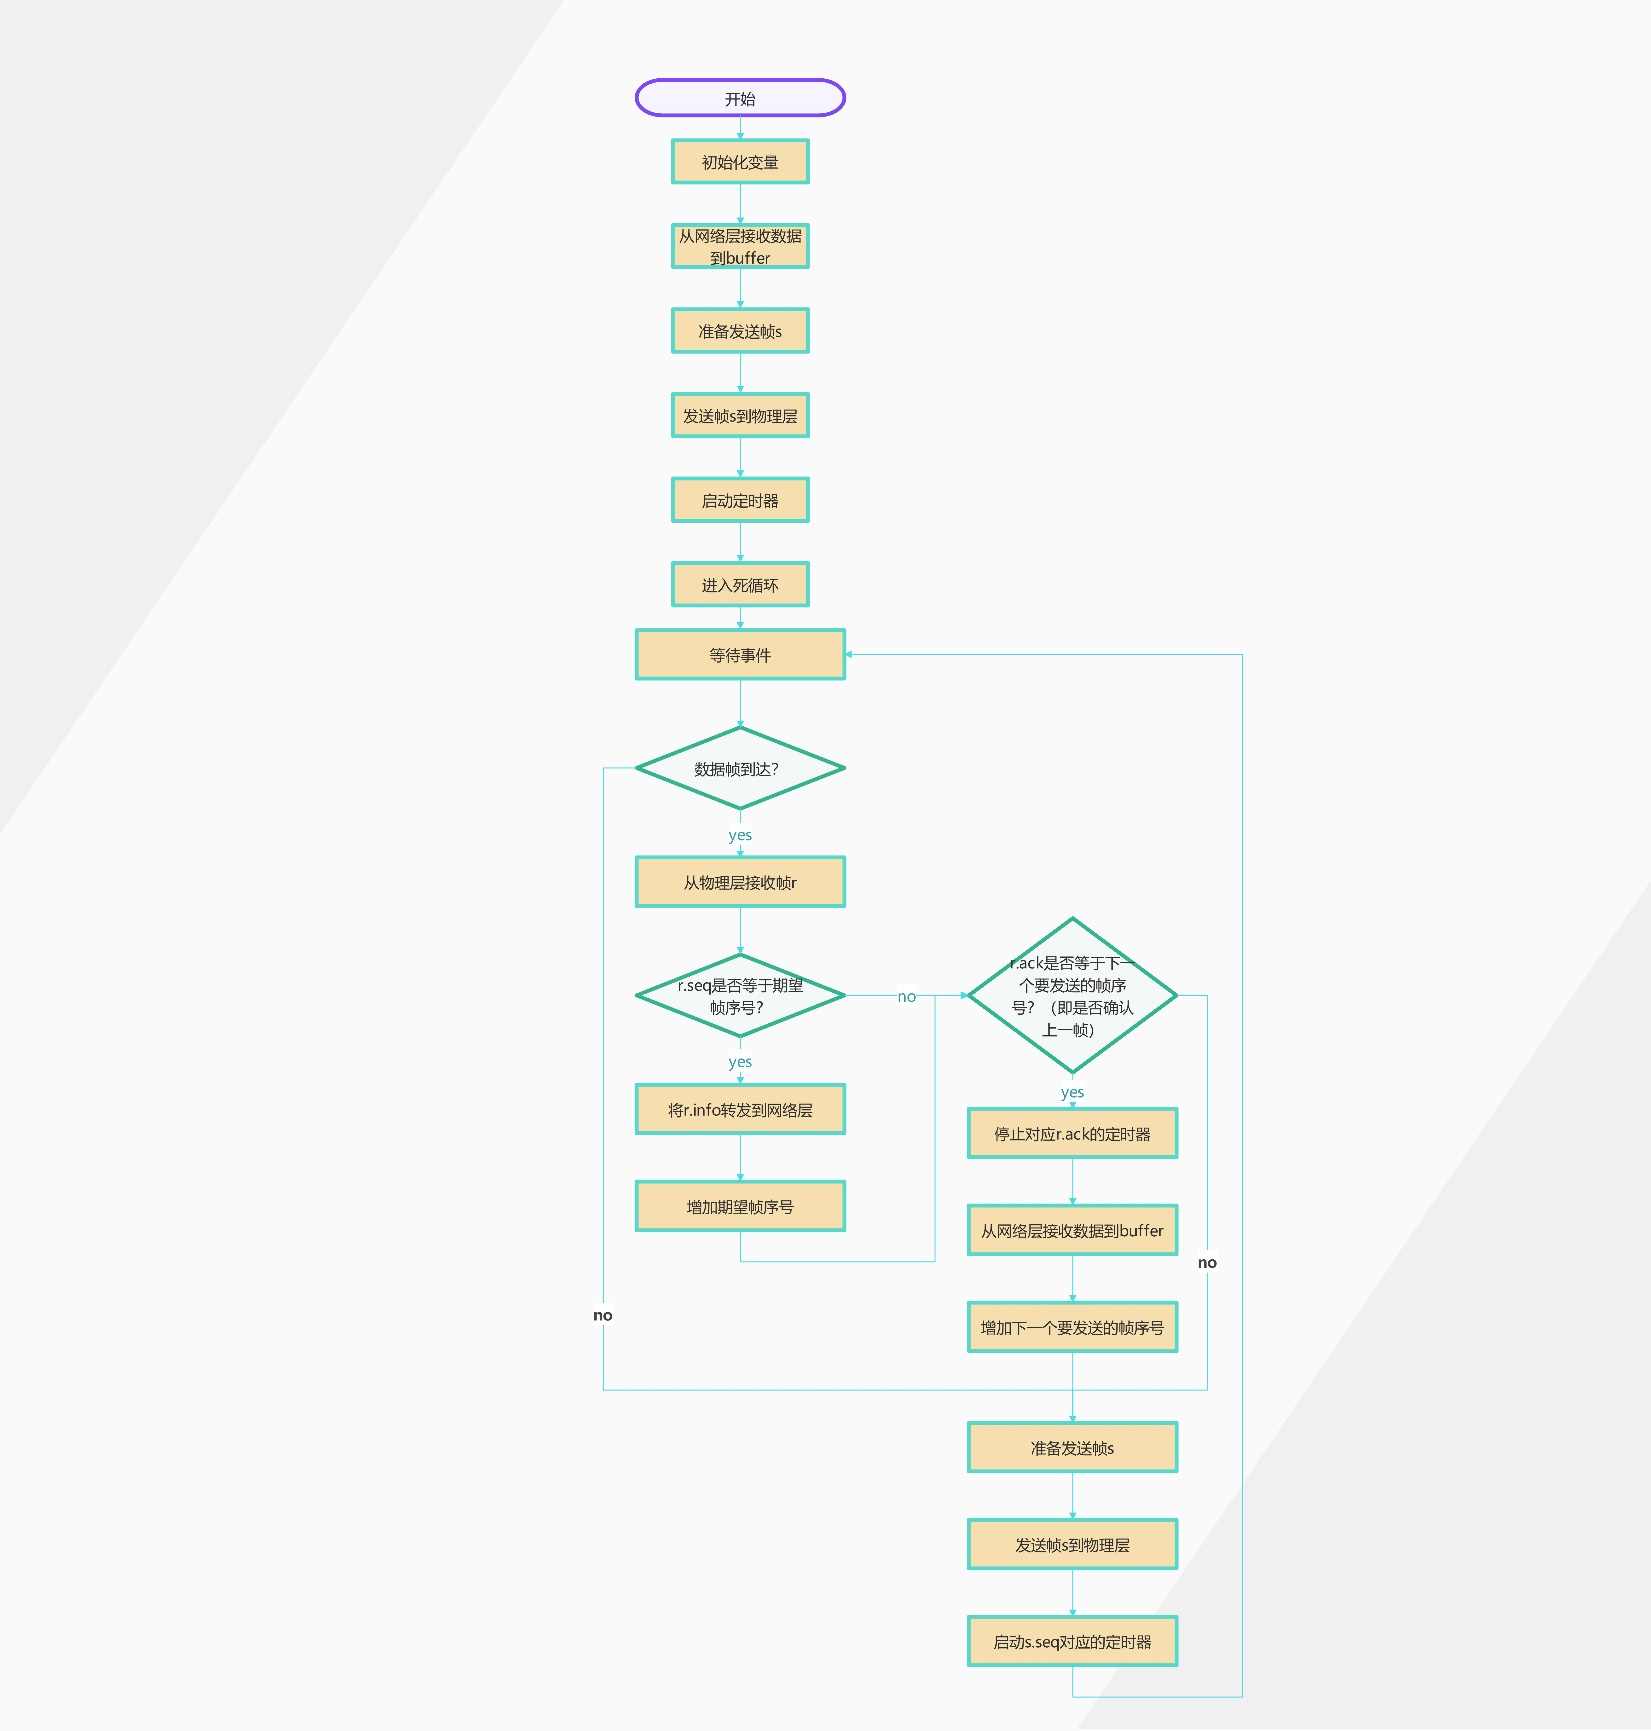 开始
初始化变量
从网络层接收数据
到buffer
准备发送帧s
发送帧s到物理层
启动定时器
进入死循环
等待事件
数据帧到达？
yes
从物理层接收帧r
r.seq是否等于期望
帧序号？
no
yes
将r.info转发到网络层
增加期望帧序号
r.ack是否等于下一
个要发送的帧序
号？（即是否确认
上一帧）
yes
停止对应r.ack的定时器
从网络层接收数据到buffer
no
no
增加下一个要发送的帧序号
准备发送帧s
发送帧s到物理层
启动s.seq对应的定时器